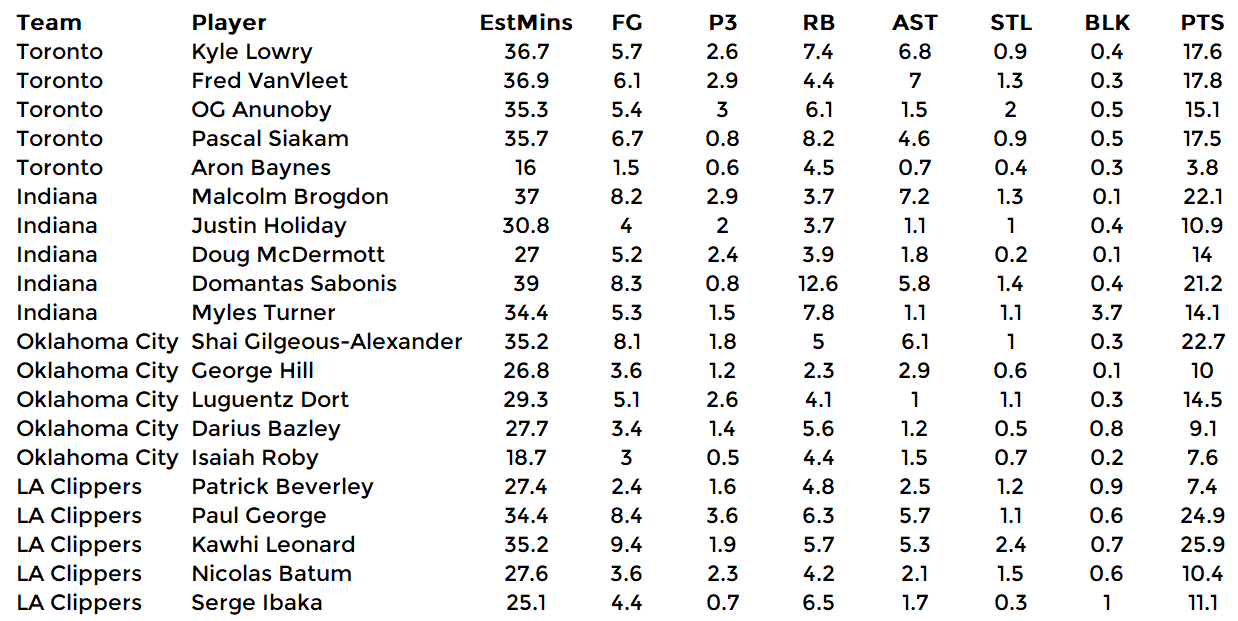 Team Player EstMins FG P3 RB AST STL BLK PTS
Toronto Kyle Lowry 36.7 5.7 2.6 7.4 6.8 0.9 0.4 17.6
Toronto Fred VanVleet 36.9 6.1 2.9 4.4 7 1.3 0.3 17.8
Toronto OG Anunoby 35.3 5.4 3 6.1 1.5 2 0.5 15.1
Toronto Pascal Siakam 35.7 6.7 0.8 8.2 4.6 0.9 0.5 17.5
Toronto Aron Baynes 16 1.5 0.6 4.5 0.7 0.4 0.3 3.8
Indiana Malcolm Brogdon 37 8.2 2.9 3.7 7.2 1.3 0.1 22.1
Indiana Justin Holiday 30.8 4 2 3.7 1.1 1 0.4 10.9
Indiana Doug McDermott 27 5.2 2.4 3.9 1.8 0.2 0.1 14
Indiana Domantas Sabonis 39 8.3 0.8 12.6 5.8 1.4 0.4 21.2
Indiana Myles Turner 34.4 5.3 1.5 7.8 1.1 1.1 3.7 14.1
Oklahoma City Shai Gilgeous-Alexander 35.2 8.1 1.8 5 6.1 1 0.3 22.7
Oklahoma City George Hill 26.8 3.6 1.2 2.3 2.9 0.6 0.1 10
Oklahoma City Luguentz Dort 29.3 5.1 2.6 4.1 1 1.1 0.3 14.5
Oklahoma City Darius Bazley 27.7 3.4 1.4 5.6 1.2 0.5 0.8 9.1
Oklahoma City Isaiah Roby 18.7 3 0.5 4.4 1.5 0.7 0.2 7.6
LA Clippers Patrick Beverley 27.4 2.4 1.6 4.8 2.5 1.2 0.9 7.4
LA Clippers Paul George 34.4 8.4 3.6 6.3 5.7 1.1 0.6 24.9
LA Clippers Kawhi Leonard 35.2 9.4 1.9 5.7 5.3 2.4 0.7 25.9
LA Clippers Nicolas Batum 27.6 3.6 2.3 4.2 2.1 1.5 0.6 10.4
LA Clippers Serge Ibaka 25.1 4.4 0.7 6.5 1.7 0.3 1 11.1